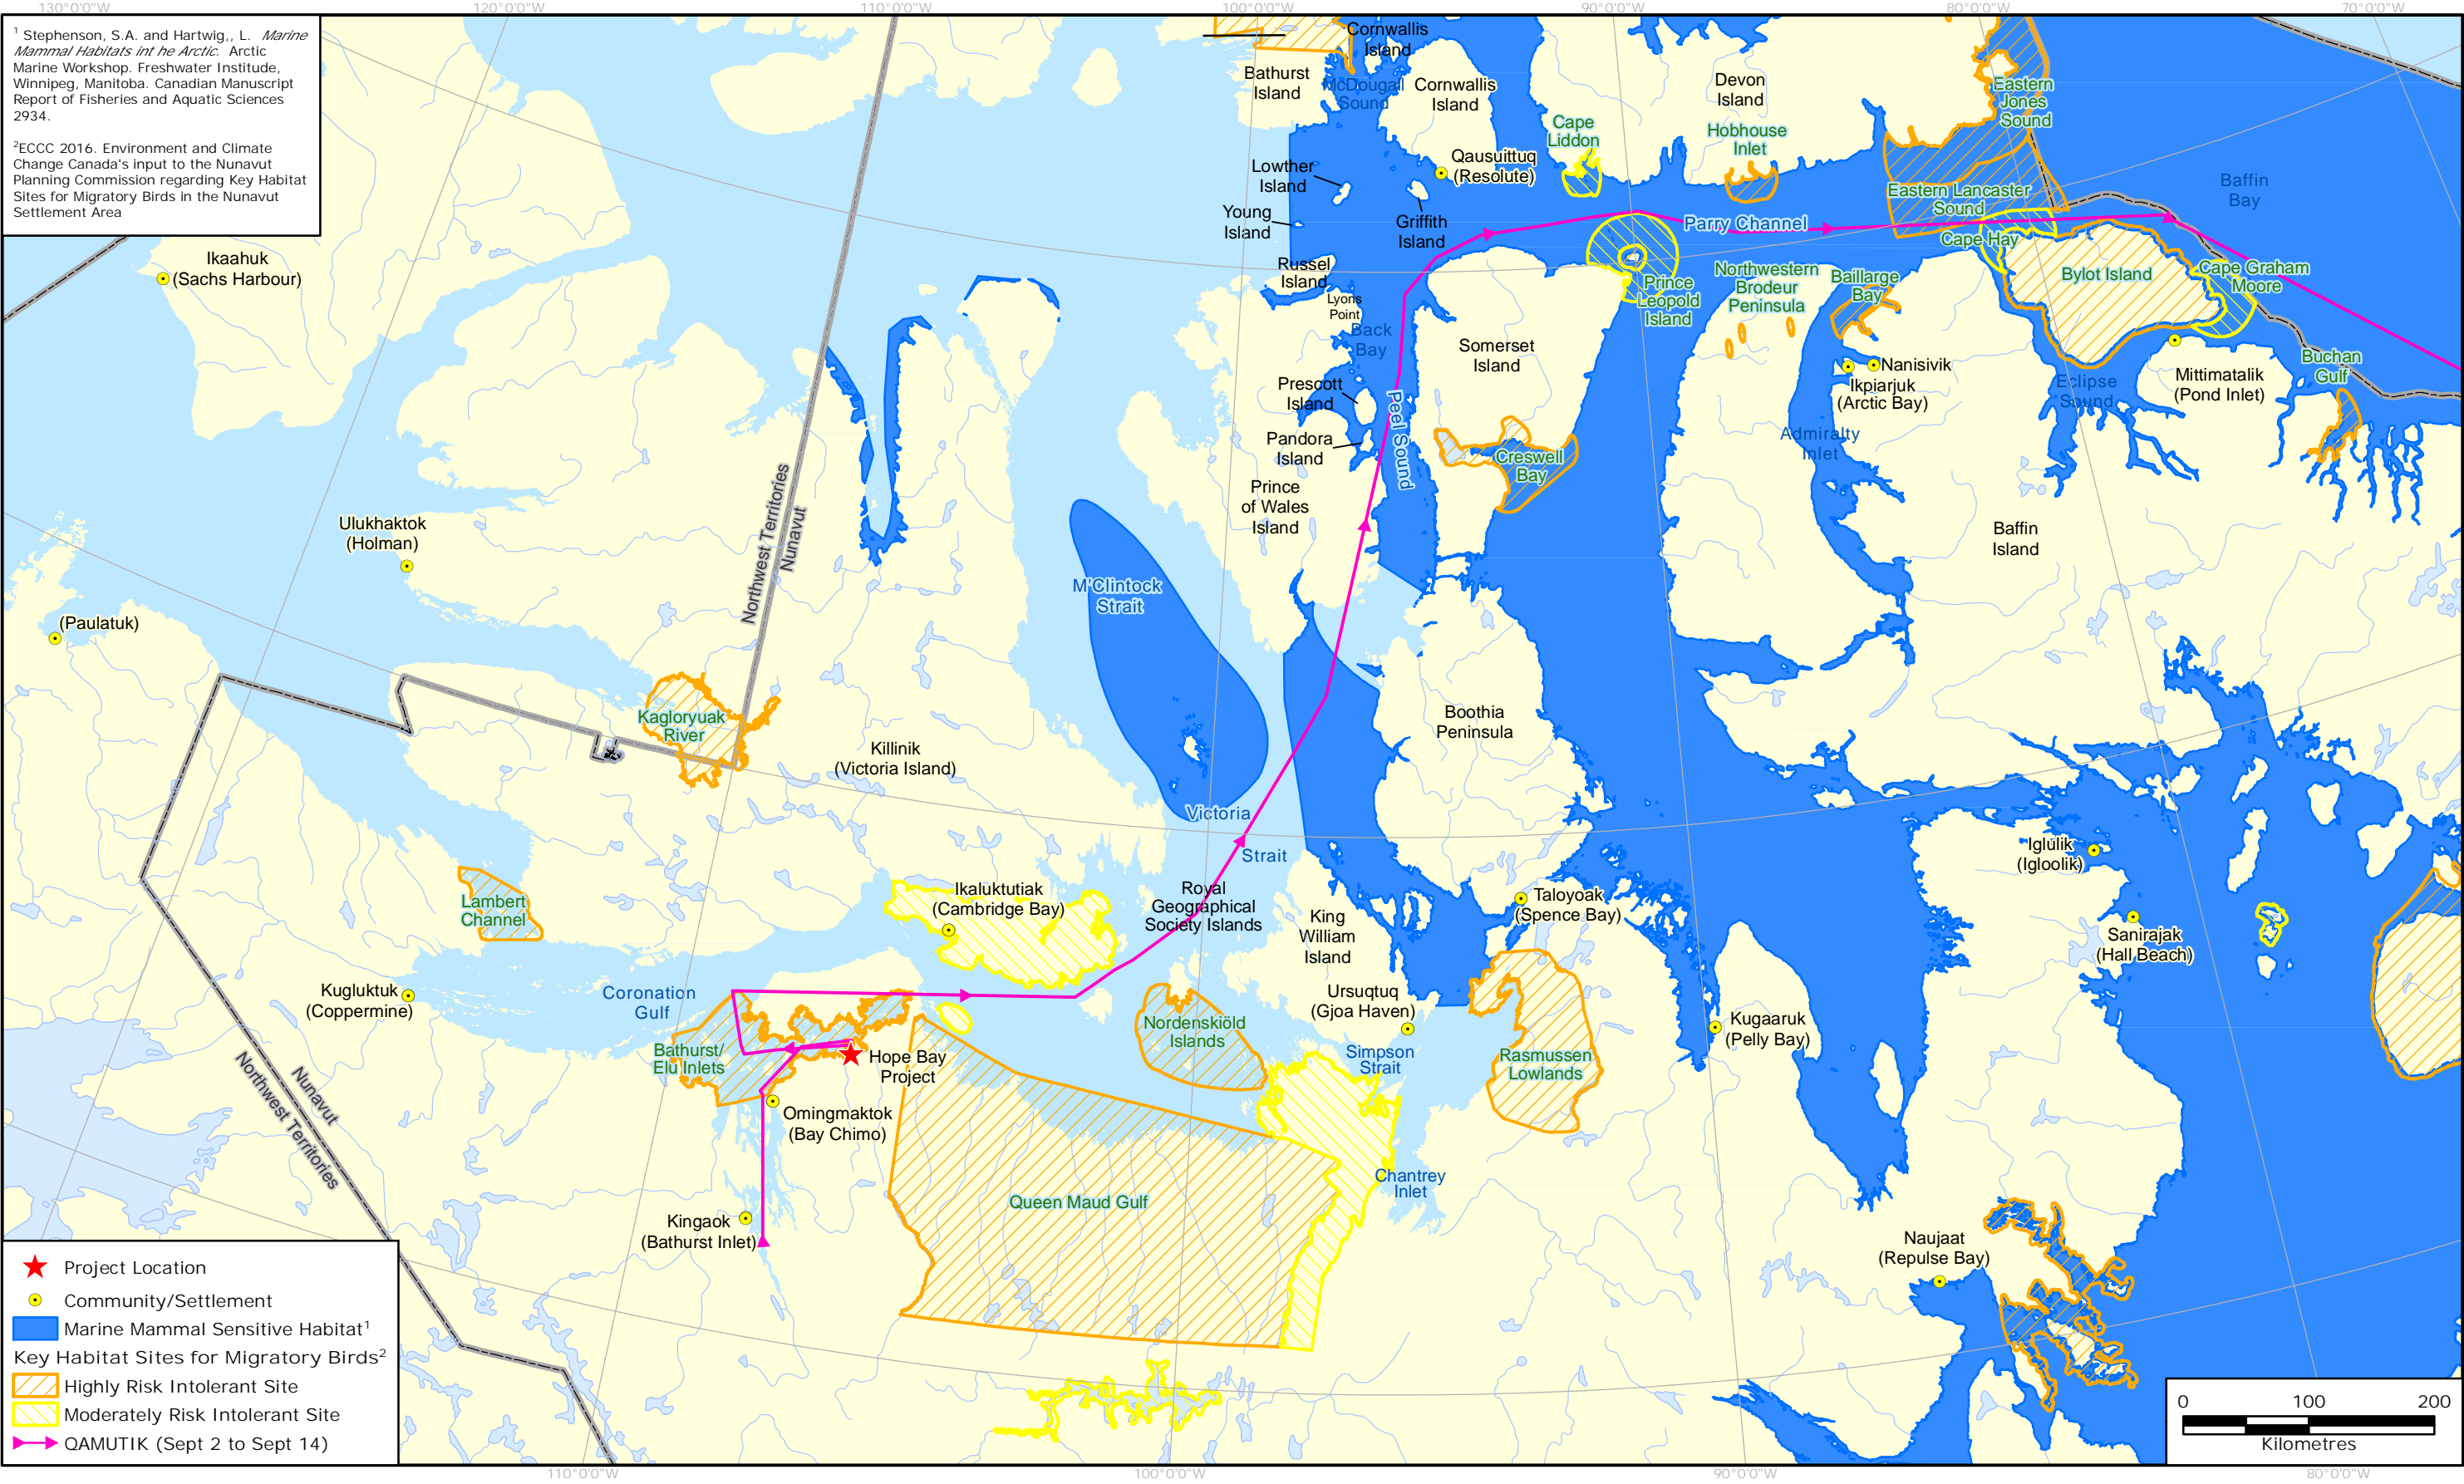 130°0'0"W
120°0'0"W
110°0'0"W
100°0'0"W
90°0'0"W
80°0'0"W
70°0'0"W
1 Stephenson, S.A. and Hartwig,, L. Marine
Mammal Habitats int he Arctic. Arctic
Marine Workshop. Freshwater Institude,
Winnipeg, Manitoba. Canadian Manuscript
Report of Fisheries and Aquatic Sciences
2934.
2ECCC 2016. Environment and Climate
Change Canada's input to the Nunavut
Planning Commission regarding Key Habitat
Sites for Migratory Birds in the Nunavut
Settlement Area
Cornwallis
Island
Bathurst
Island
McDougall
Sound
Cornwallis
Island
Devon
Island
Eastern
Jones
Sound
Cape
Liddon
Hobhouse
Inlet
Qausuittuq
(Resolute)
Lowther
Island
Young
Island
Griffith
Island
Eastern Lancaster
Sound
Baffin
Bay
Parry Channel
Cape Hay
Ikaahuk
(Sachs Harbour)
Russel
Island
Lyons
Point
Back
Bay
Prince
Leopold
Island
Northwestern
Brodeur
Peninsula
Baillarge
Bay
Bylot Island
Cape Graham
Moore
Somerset
Island
Nanisivik
Ikpiarjuk
(Arctic Bay)
Eclipse
Sound
Mittimatalik
(Pond Inlet)
Buchan
Gulf
Prescott
Island
Peel Sound
Pandora
Island
Creswell
Bay
Admiralty
Inlet
Prince
of Wales
Island
Baffin
Island
Northwest Territories
Nunavut
Ulukhaktok
(Holman)
M'Clintock
Strait
(Paulatuk)
Kagloryuak
River
Killinik
(Victoria Island)
Boothia
Peninsula
Victoria
Strait
Iglulik
(Igloolik)
Lambert
Channel
Ikaluktutiak
(Cambridge Bay)
Royal
Geographical
Society Islands
King
William
Island
Taloyoak
(Spence Bay)
Sanirajak
(Hall Beach)
Kugluktuk
(Coppermine)
Coronation
Gulf
Ursuqtuq
(Gjoa Haven)
Nordenskiöld
Islands
Kugaaruk
(Pelly Bay)
Bathurst/
Elu Inlets
Hope Bay
Project
Simpson
Strait
Rasmussen
Lowlands
Nunavut
Northwest Territories
Omingmaktok
(Bay Chimo)
Queen Maud Gulf
Chantrey
Inlet
Kingaok
(Bathurst Inlet)
Naujaat
(Repulse Bay)
Project Location
Community/Settlement
Marine Mammal Sensitive Habitat1
Key Habitat Sites for Migratory Birds2
Highly Risk Intolerant Site
Moderately Risk Intolerant Site
QAMUTIK (Sept 2 to Sept 14)
0 100 200
Kilometres
110°0'0"W
100°0'0"W
90°0'0"W
80°0'0"W